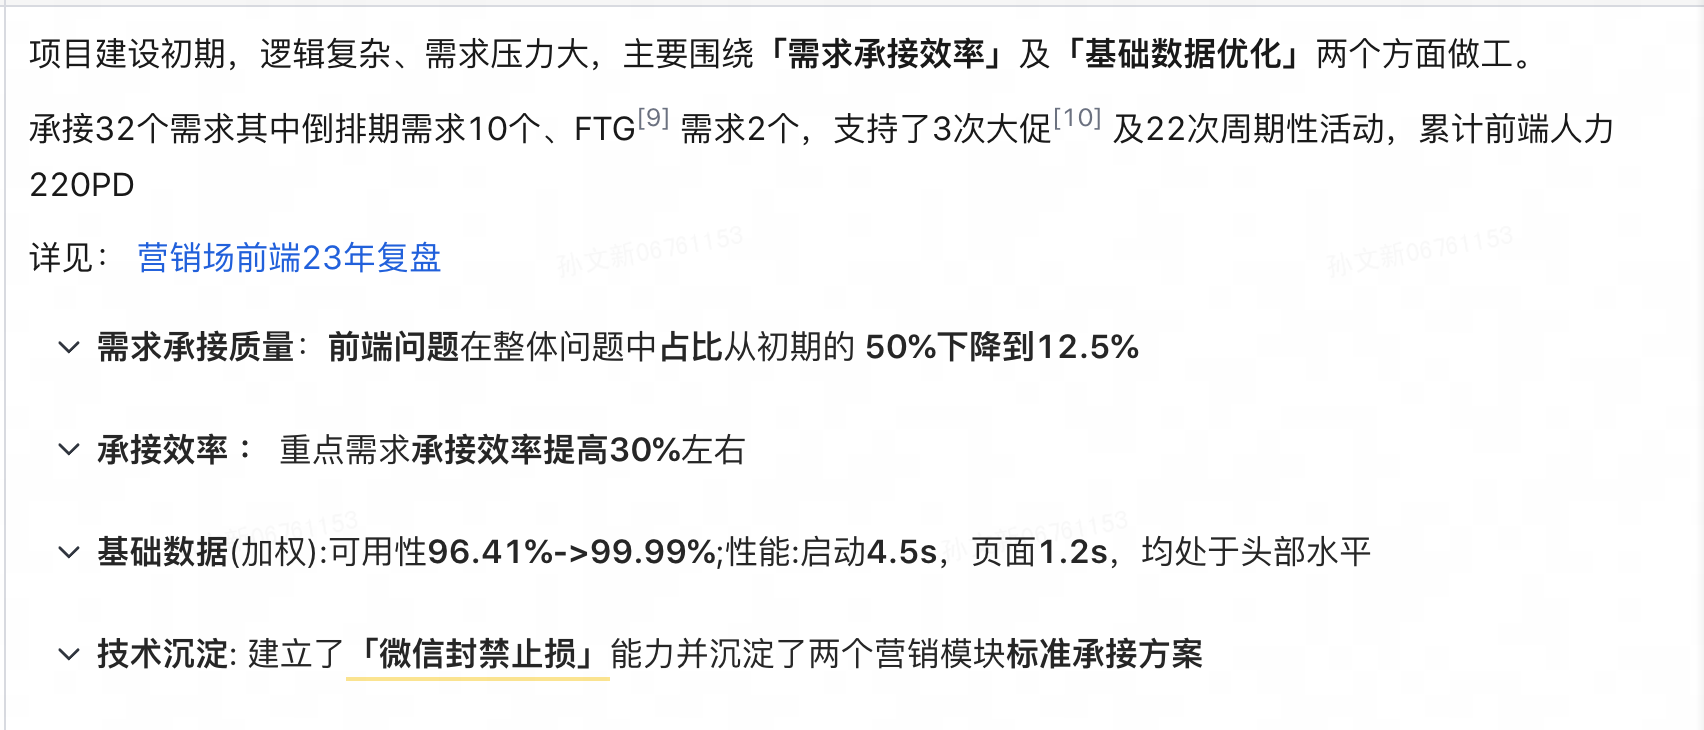 项目建设初期，逻辑复杂、需求压力大，主要围绕「需求承接效率」及「基础数据优化」两个方面做工。
承接32个需求其中倒排期需求10个、FTG[9] 需求2个，支持了3次大促[10] 及22次周期性活动，累计前端人力
220PD
详见： 营销场前端23年复盘
孙文新06761153
孙文新06761153
需求承接质量：前端问题在整体问题中占比从初期的 50%下降到12.5%
承接效率： 重点需求承接效率提高30%左右
06761153
06761153
基础数据(加权):可用性96.41%->99.99%;性能:启动4.5s，页面1.2s，均处于头部水平
技术沉淀: 建立了「微信封禁止损」能力并沉淀了两个营销模块标准承接方案